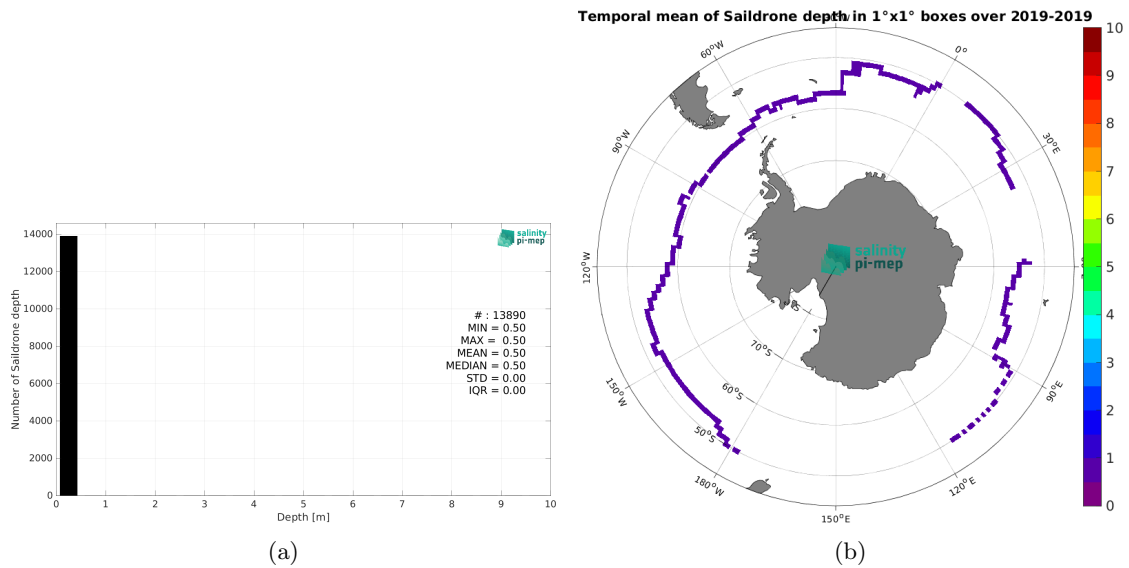 Temporal mean of Saildrone depth in 1°x1° boxes over 2019-2019
salinity
pi-mep
14000
12000
10000
8000
6000
4000
2000
0
Number of Saildrone depth
# : 13890
MIN = 0.50
MAX = 0.50
MEAN = 0.50
MEDIAN = 0.50
STD = 0.00
IQR = 0.00
0 1 2 3 4 5 6 7 8 9 10
Depth [m]
(a)
60°W
0°
30°E
90°W
120°W
150°W
180°W
150°E
120°E
90°E
70°S
60°S
50°S
salinity
pi-mep
10
9
8
7
6
5
4
3
2
1
0
(b)